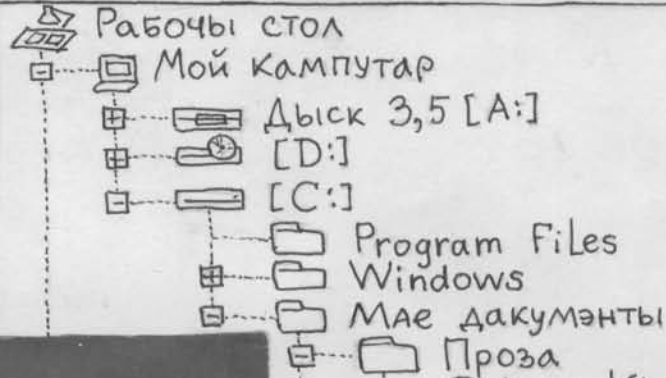 Рабочы стол
Мой кампутар
Дыск 3,5 [A:]
[D:]
[C:]
Program Files
Windows
Мае дакумэнты
Проза